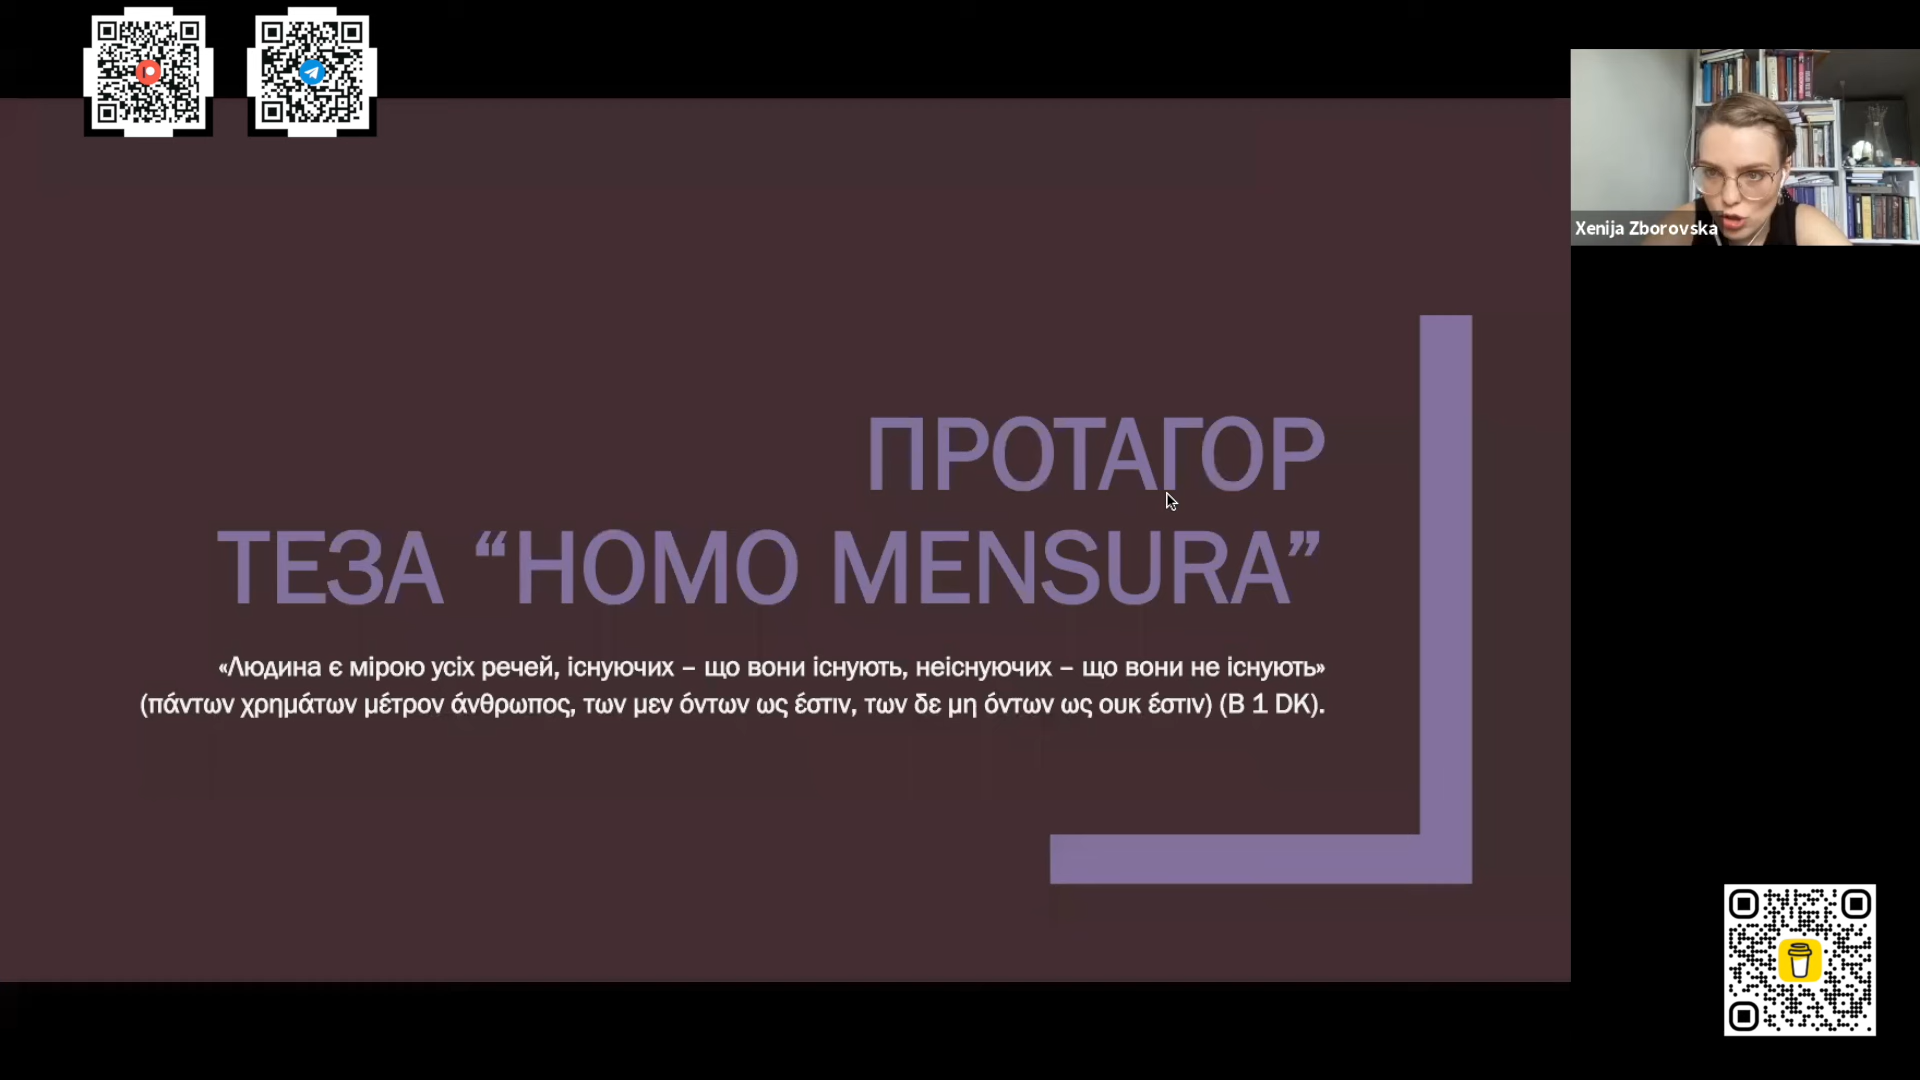 Xenija Zborovska
ПРОТАГОР
ТЕЗА “HOMO MENSURA”
«Людина є мірою усіх речей, існуючих – що вони існують, неіснуючих – що вони не існують»
(πάντων χρημάτων μέτρον άνθρωπος, των μεν όντων ως έστιν, των δε μη όντων ως ουκ έστιν) (B 1 DK).